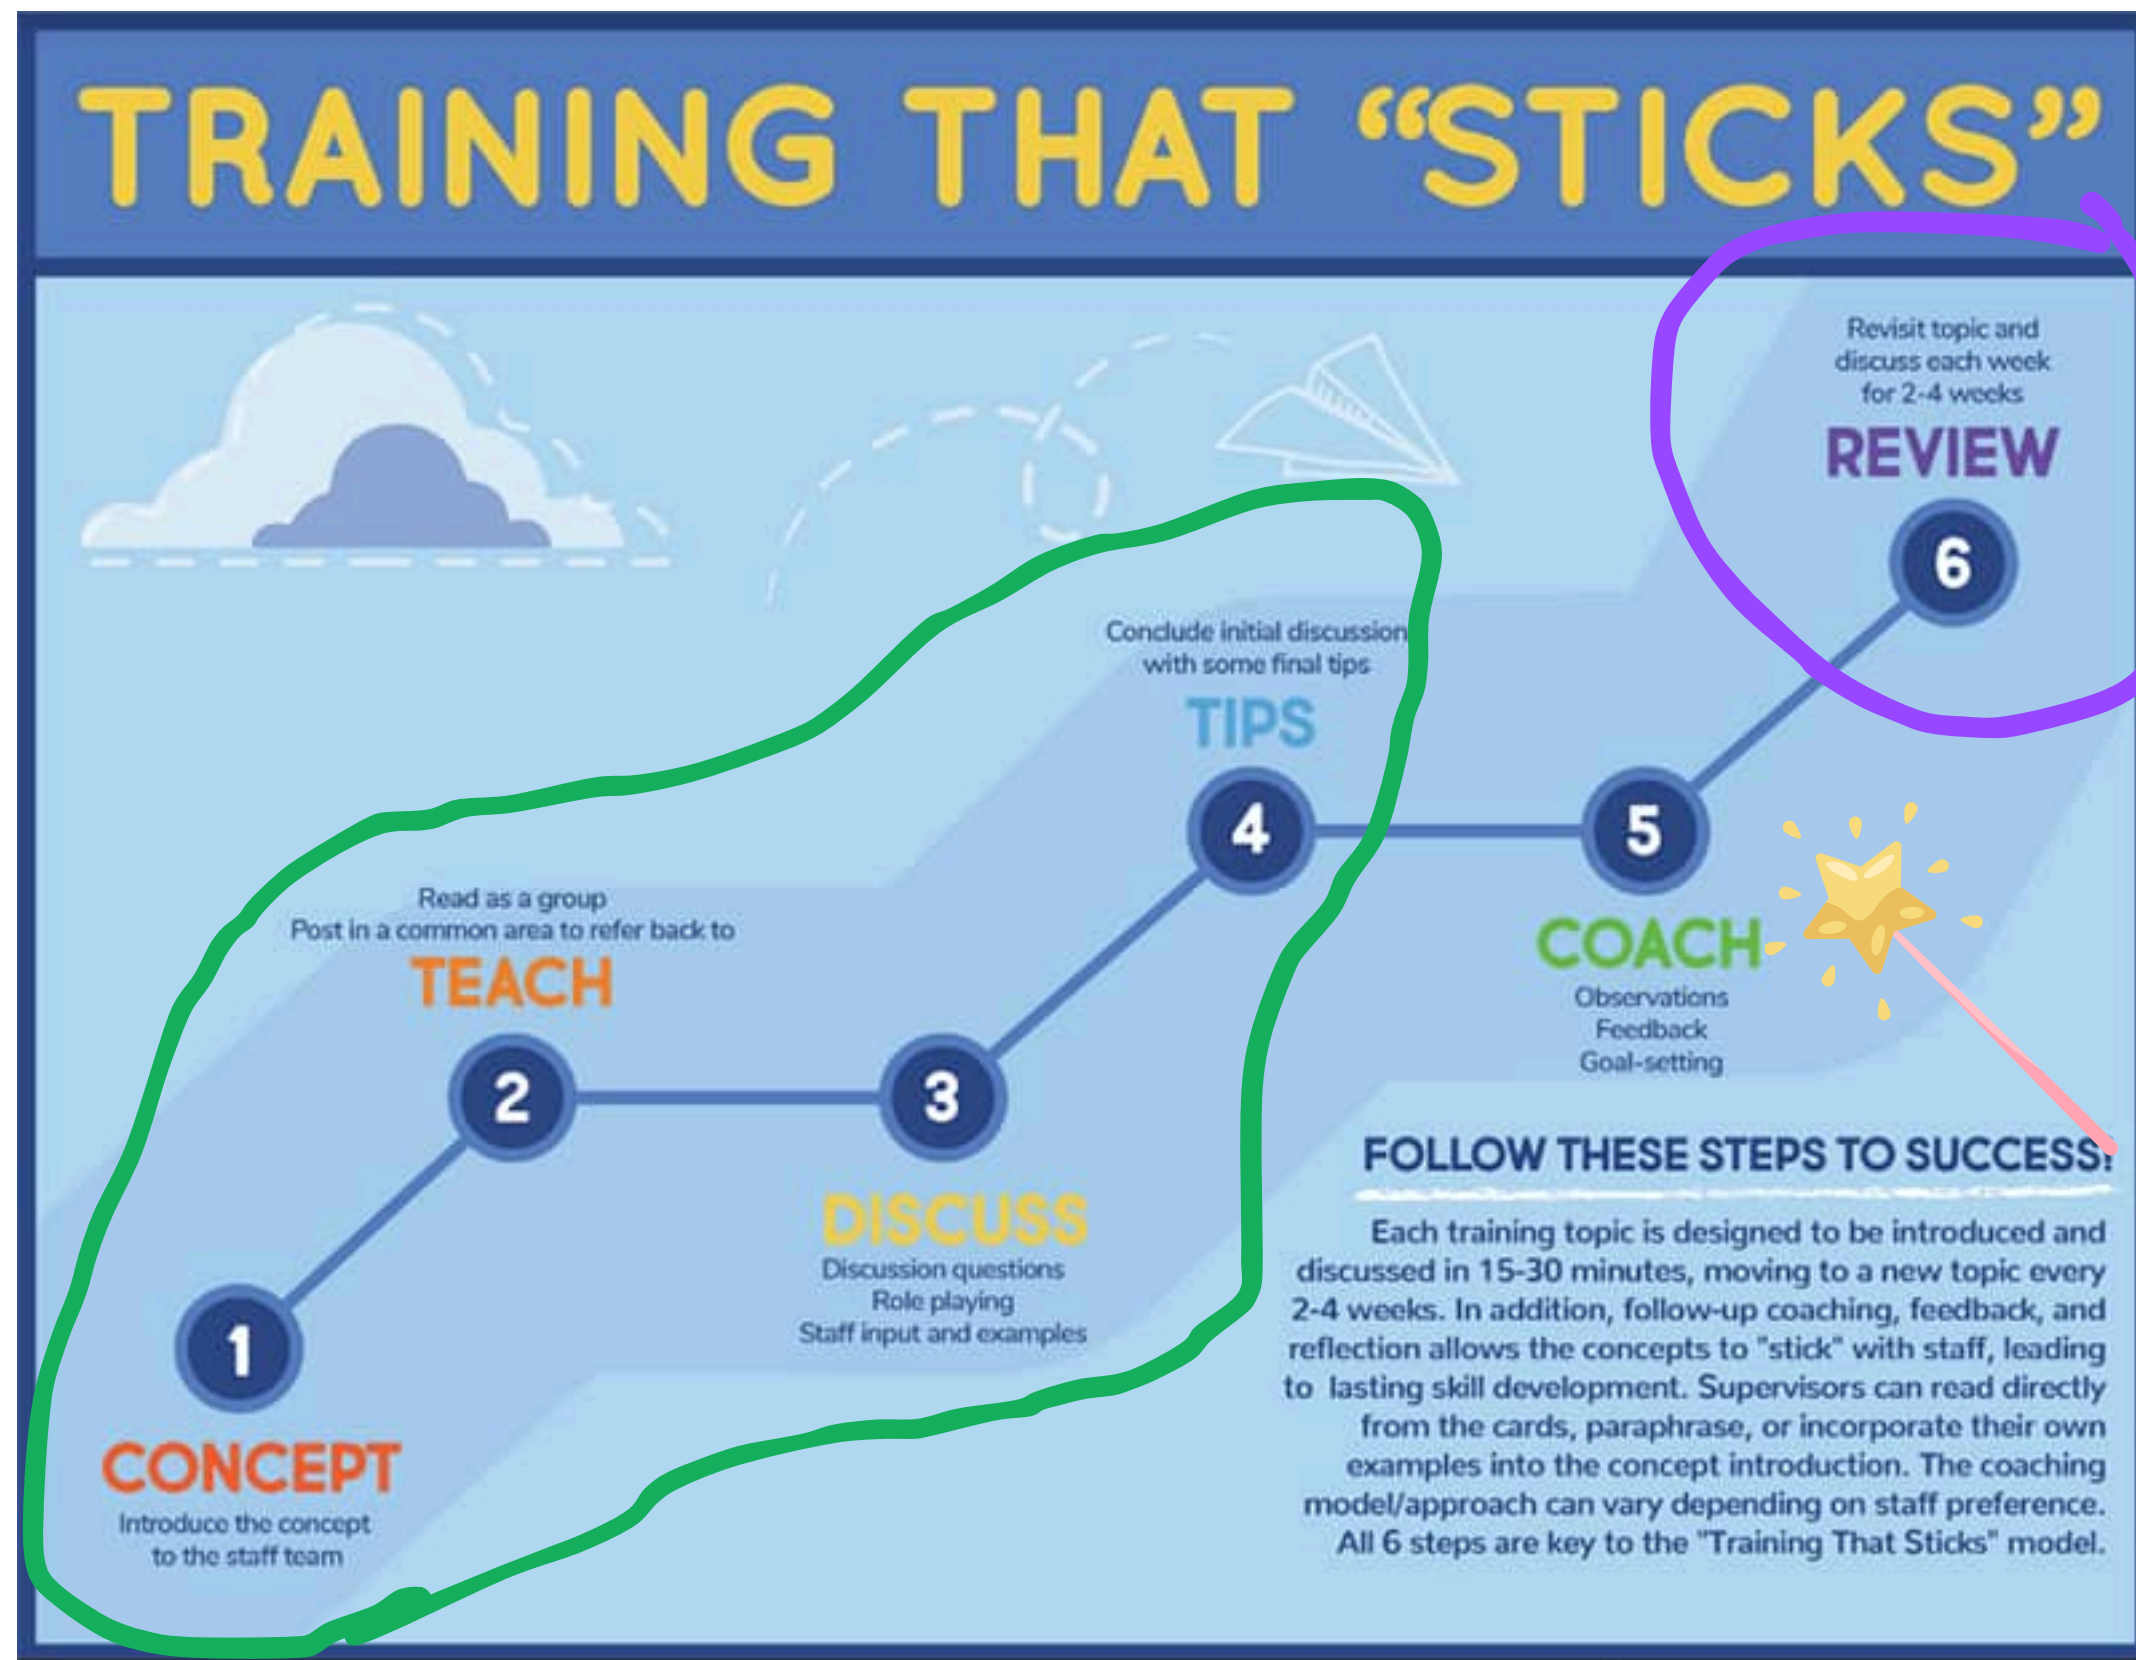 TRAINING THAT “STICKS”
Revisit topic and
discuss each week
for 2-4 weeks
REVIEW
6
Conclude initial discussion
with some final tips
TIPS
4
5
COACH
Observations
Feedback
Goal-setting
Read as a group
Post in a common area to refer back to
TEACH
2
3
DISCUSS
Discussion questions
Role playing
Staff input and examples
1
CONCEPT
Introduce the concept
to the staff team
FOLLOW THESE STEPS TO SUCCESS!
Each training topic is designed to be introduced and
discussed in 15-30 minutes, moving to a new topic every
2-4 weeks. In addition, follow-up coaching, feedback, and
reflection allows the concepts to "stick" with staff, leading
to lasting skill development. Supervisors can read directly
from the cards, paraphrase, or incorporate their own
examples into the concept introduction. The coaching
model/approach can vary depending on staff preference.
All 6 steps are key to the "Training That Sticks" model.